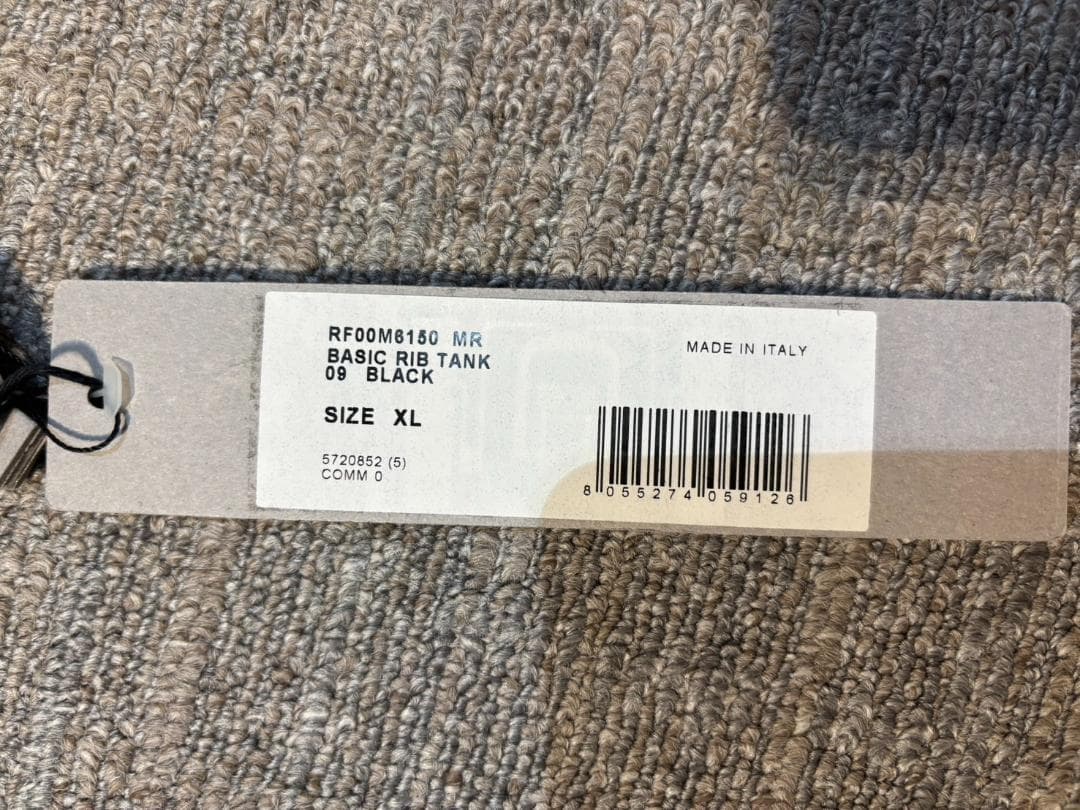 RF00M6150 MR
BASIC RIB TANK
09 BLACK
SIZE XL
5720852 (5)
COMM 0
MADE IN ITALY
8 055274 059126